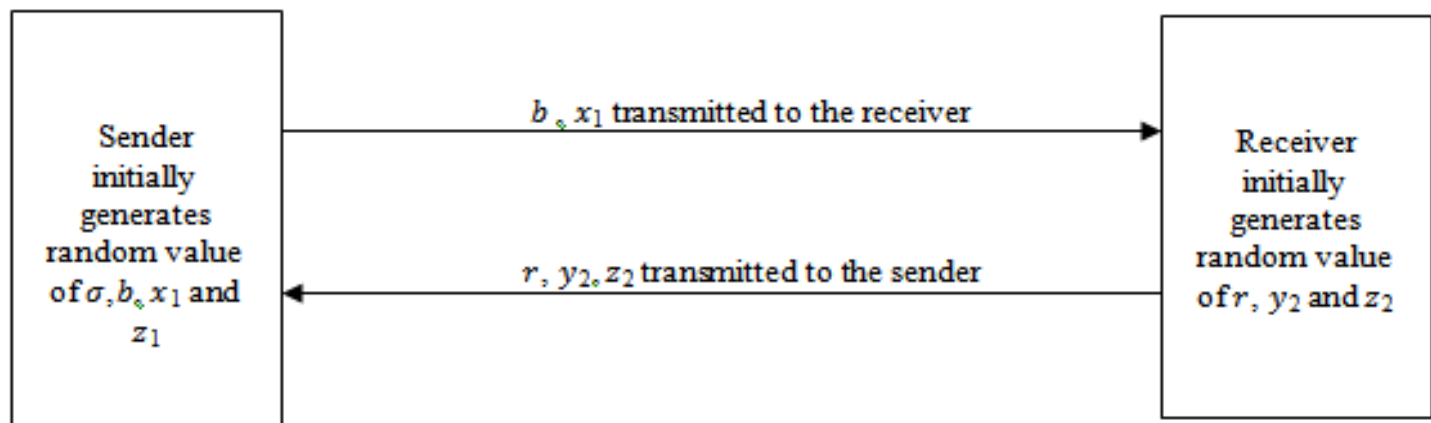 Sender
initially
generates
random value
of σ, b, x₁ and
z₁
b, x₁ transmitted to the receiver
r, y₂, z₂ transmitted to the sender
Receiver
initially
generates
random value
of r, y₂ and z₂